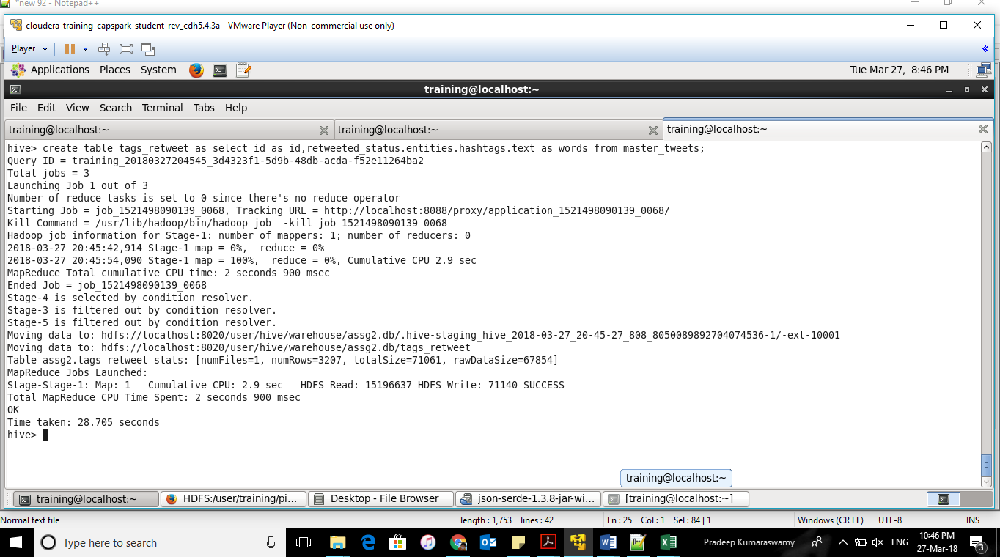 *new 92 - Notepad++
cloudera-training-capspark-student-rev_cdh5.4.3a - VMware Player (Non-commercial use only)
Player
Applications Places System Tue Mar 27, 8:46 PM
training@localhost:~
File Edit View Search Terminal Tabs Help
training@localhost:~ training@localhost:~ training@localhost:~
hive> create table tags_retweet as select id as id,retweeted_status.entities.hashtags.text as words from master_tweets;
Query ID = training_20180327204545_3d4323f1-5d9b-48db-acda-f52e11264ba2
Total jobs = 3
Launching Job 1 out of 3
Number of reduce tasks is set to 0 since there's no reduce operator
Starting Job = job_1521498090139_0068, Tracking URL = http://localhost:8088/proxy/application_1521498090139_0068/
Kill Command = /usr/lib/hadoop/bin/hadoop job  -kill job_1521498090139_0068
Hadoop job information for Stage-1: number of mappers: 1; number of reducers: 0
2018-03-27 20:45:42,914 Stage-1 map = 0%,  reduce = 0%
2018-03-27 20:45:54,090 Stage-1 map = 100%,  reduce = 0%, Cumulative CPU 2.9 sec
MapReduce Total cumulative CPU time: 2 seconds 900 msec
Ended Job = job_1521498090139_0068
Stage-4 is selected by condition resolver.
Stage-3 is filtered out by condition resolver.
Stage-5 is filtered out by condition resolver.
Moving data to: hdfs://localhost:8020/user/hive/warehouse/assg2.db/.hive-staging_hive_2018-03-27_20-45-27_808_8050089892704074536-1/-ext-10001
Moving data to: hdfs://localhost:8020/user/hive/warehouse/assg2.db/tags_retweet
Table assg2.tags_retweet stats: [numFiles=1, numRows=3207, totalSize=71061, rawDataSize=67854]
MapReduce Jobs Launched:
Stage-Stage-1: Map: 1   Cumulative CPU: 2.9 sec   HDFS Read: 15196637 HDFS Write: 71140 SUCCESS
Total MapReduce CPU Time Spent: 2 seconds 900 msec
OK
Time taken: 28.705 seconds
hive>
training@localhost:~
training@localhost:~ HDFS:/user/training/pi... Desktop - File Browser json-serde-1.3.8-jar-wi... [training@localhost:~]
Normal text file length : 1,753 lines : 42 Ln : 25 Col : 1 Sel : 84 | 1 Windows (CR LF) UTF-8 INS
Type here to search Pradeep Kumaraswamy ENG 10:46 PM
27-Mar-18 3